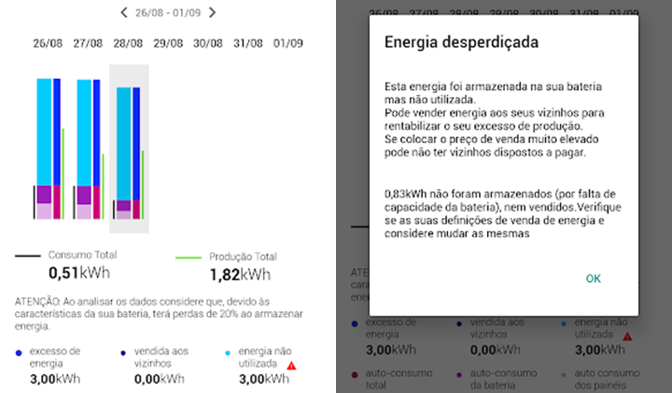 26/08 - 01/09
26/08 27/08 28/08 29/08 30/08 31/08 01/09
Consumo Total
0,51kWh
Produção Total
1,82kWh
ATENÇÃO: Ao analisar os dados considere que, devido às
características da sua bateria, terá perdas de 20% ao armazenar
energia.
excesso de
energia
3,00kWh
vendida aos
vizinhos
0,00kWh
energia não
utilizada
3,00kWh
26/08 27/08 28/08 29/08 30/08 31/08 01/09
Energia desperdiçada
Esta energia foi armazenada na sua bateria
mas não utilizada.
Pode vender energia aos seus vizinhos para
rentabilizar o seu excesso de produção.
Se colocar o preço de venda muito elevado
pode não ter vizinhos dispostos a pagar.
0,83kWh não foram armazenados (por falta de
capacidade da bateria), nem vendidos.Verifique
se as suas definições de venda de energia e
considere mudar as mesmas
OK
excesso de
energia
3,00kWh
vendida aos
vizinhos
0,00kWh
energia não
utilizada
3,00kWh
auto-consumo
total
auto-consumo
da bateria
auto consumo
dos painéis